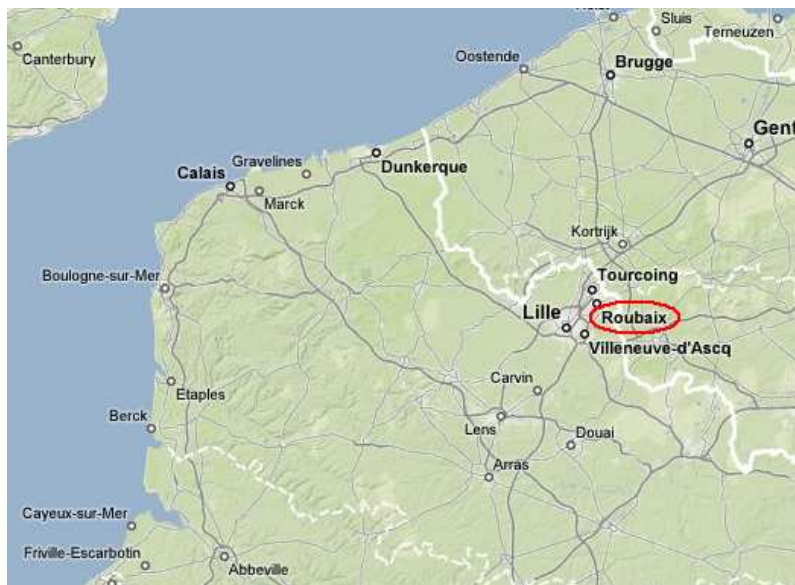 Sluis
Terneuzen
Canterbury
Oostende
Brugge
Gent
Gravelines
Dunkerque
Calais
Marck
Kortrijk
Boulogne-sur-Mer
Tourcoing
Lille
Roubaix
Villeneuve-d'Ascq
Carvin
Etaples
Berck
Lens
Douai
Arras
Cayeux-sur-Mer
Friville-Escarbotin
Abbeville